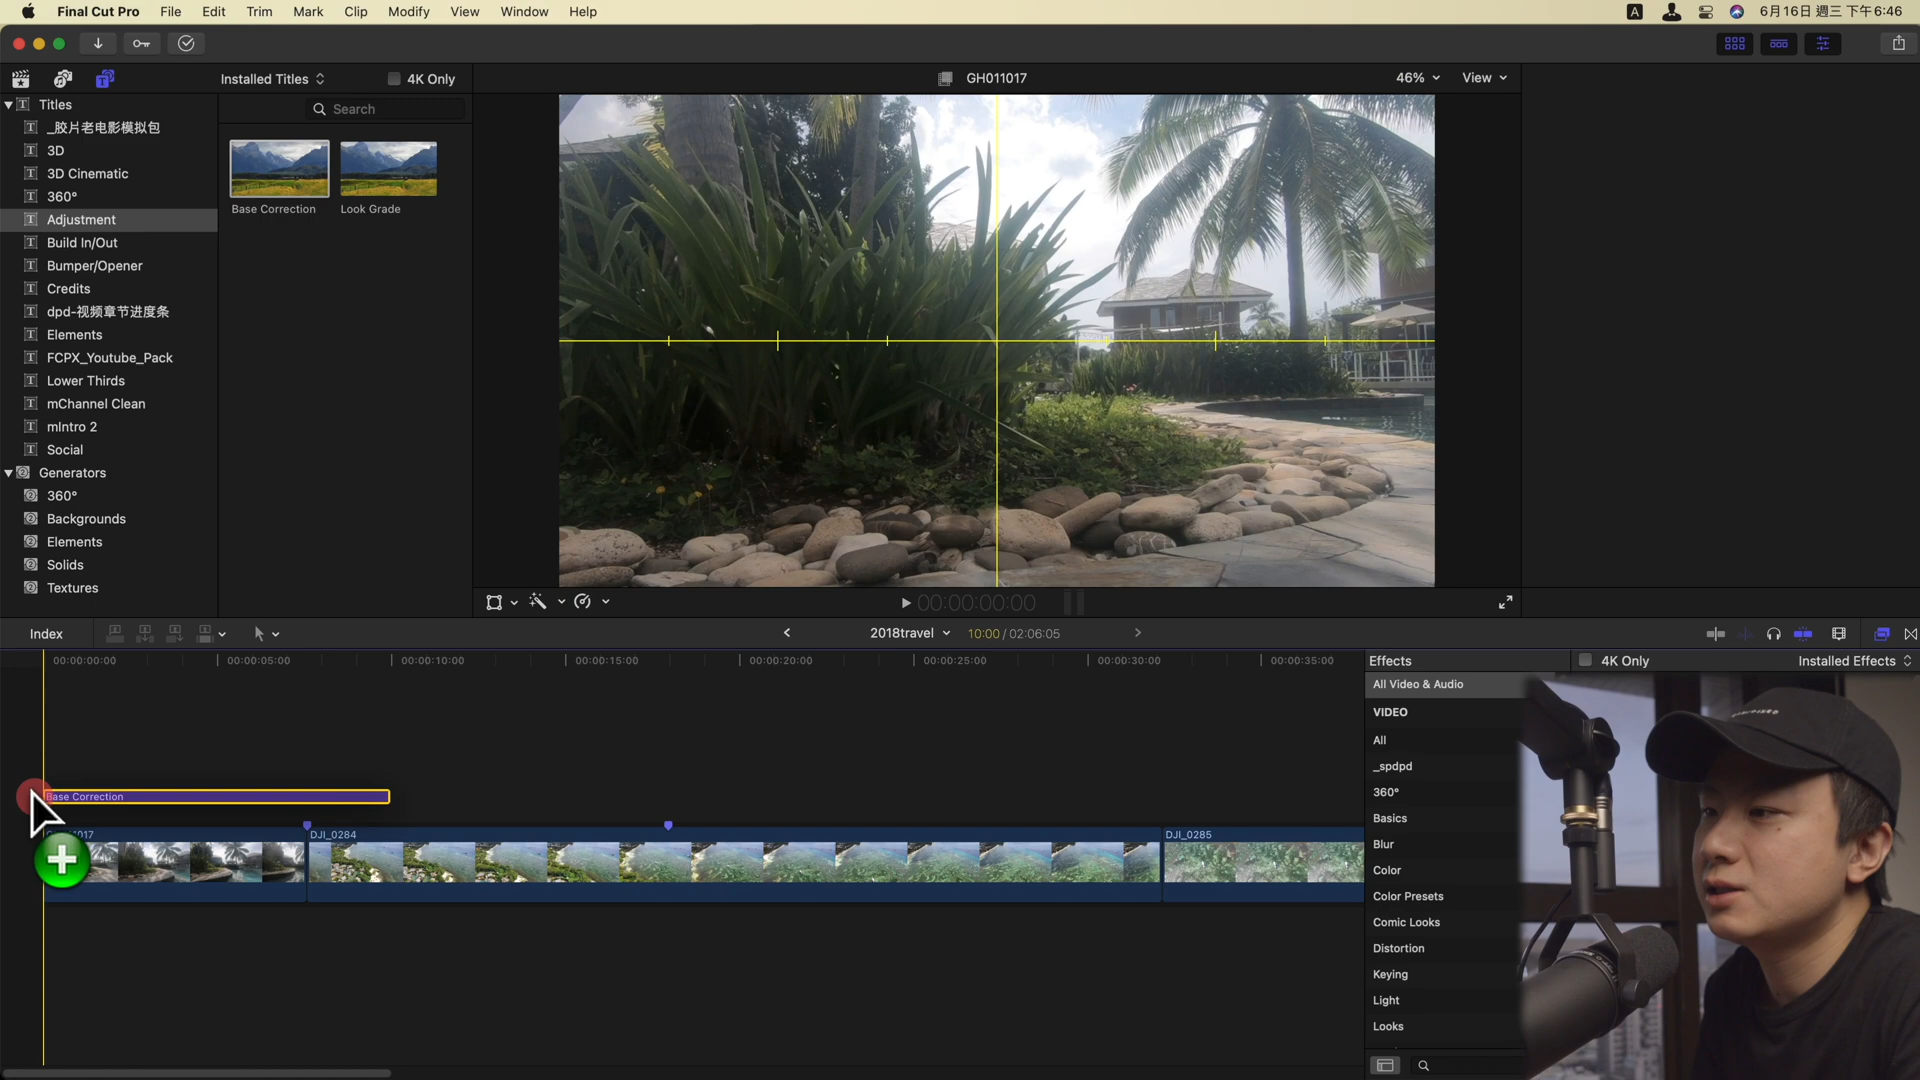 Final Cut Pro File Edit Trim Mark Clip Modify View Window Help
A 6月16日 週三 下午6:46
Installed Titles 4K Only GH011017 46% View
Titles
Search
_胶片老电影模拟包
3D
3D Cinematic
360°
Adjustment
Build In/Out
Bumper/Opener
Credits
dpd-视频章节进度条
Elements
FCPX_Youtube_Pack
Lower Thirds
mChannel Clean
mIntro 2
Social
Generators
360°
Backgrounds
Elements
Solids
Textures
Base Correction Look Grade
00:00:00:00
Index 2018travel 10:00 / 02:06:05
00:00:00:00 00:00:05:00 00:00:10:00 00:00:15:00 00:00:20:00 00:00:25:00 00:00:30:00 00:00:35:00
Base Correction
1017 DJI_0284 DJI_0285
Effects 4K Only Installed Effects
All Video & Audio
VIDEO
All
_spdpd
360°
Basics
Blur
Color
Color Presets
Comic Looks
Distortion
Keying
Light
Looks